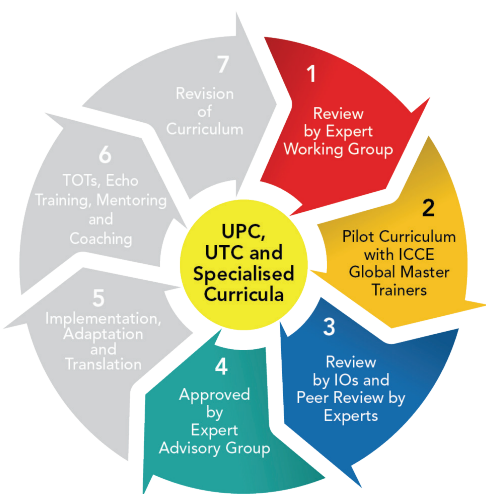 1
Review
by Expert
Working Group
2
Pilot Curriculum
with ICCE
Global Master
Trainers
3
Review
by IOs and
Peer Review by
Experts
4
Approved
by
Expert
Advisory Group
5
Implementation,
Adaptation
and
Translation
6
TOTs, Echo
Training, Mentoring
and
Coaching
7
Revision
of
Curriculum
UPC,
UTC and
Specialised
Curricula